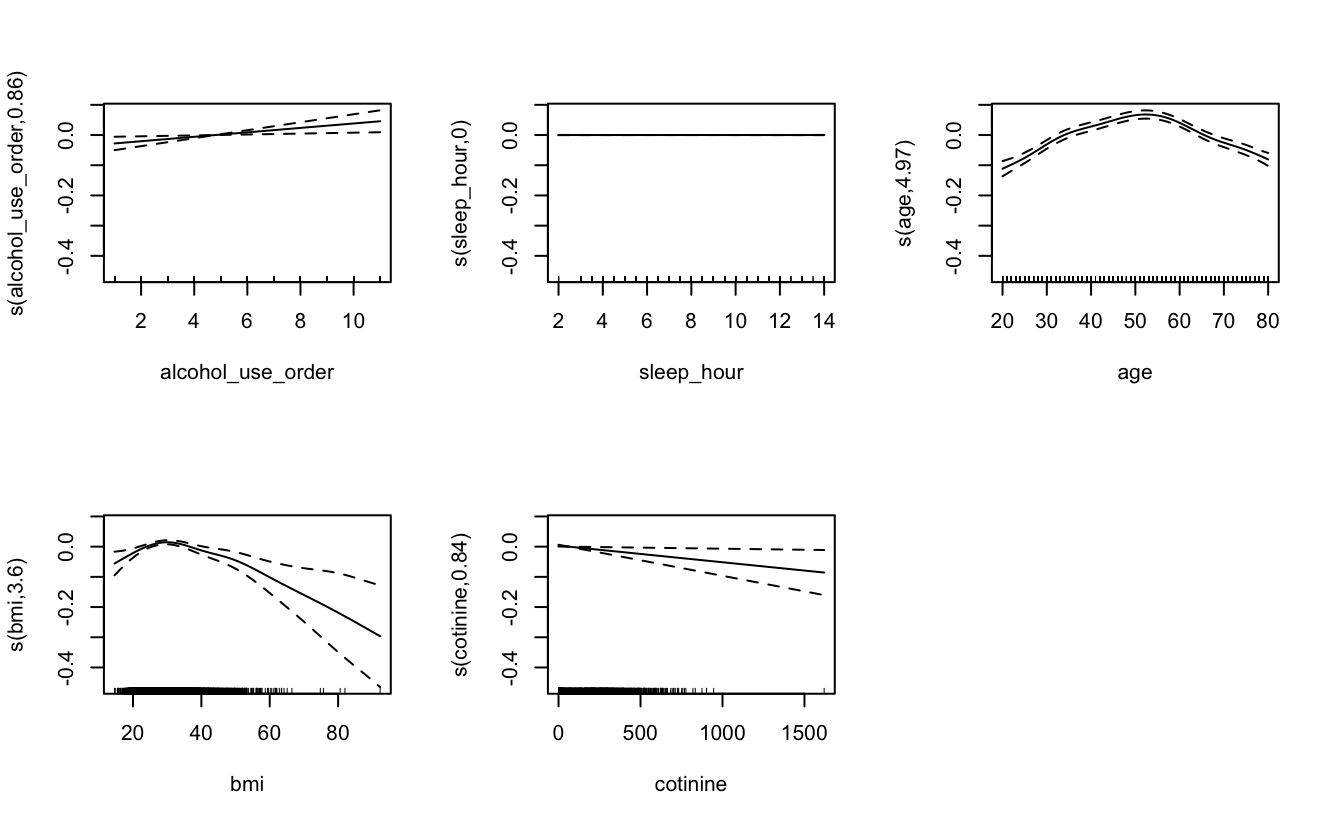 s(alcohol_use_order,0.86)
0.0
-0.2
-0.4
2 4 6 8 10
alcohol_use_order
s(sleep_hour,0)
0.0
-0.2
-0.4
2 4 6 8 10 12 14
sleep_hour
s(age,4.97)
0.0
-0.2
-0.4
20 30 40 50 60 70 80
age
s(bmi,3.6)
0.0
-0.2
-0.4
20 40 60 80
bmi
s(cotinine,0.84)
0.0
-0.2
-0.4
0 500 1000 1500
cotinine